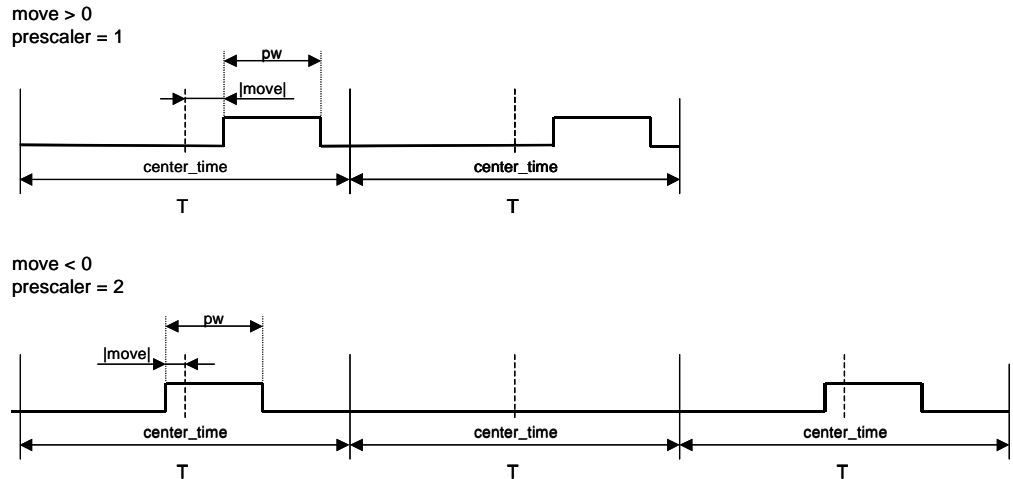 move > 0
prescaler = 1
pw
|move|
center_time
center_time
T
T
move < 0
prescaler = 2
pw
|move|
center_time
center_time
center_time
T
T
T